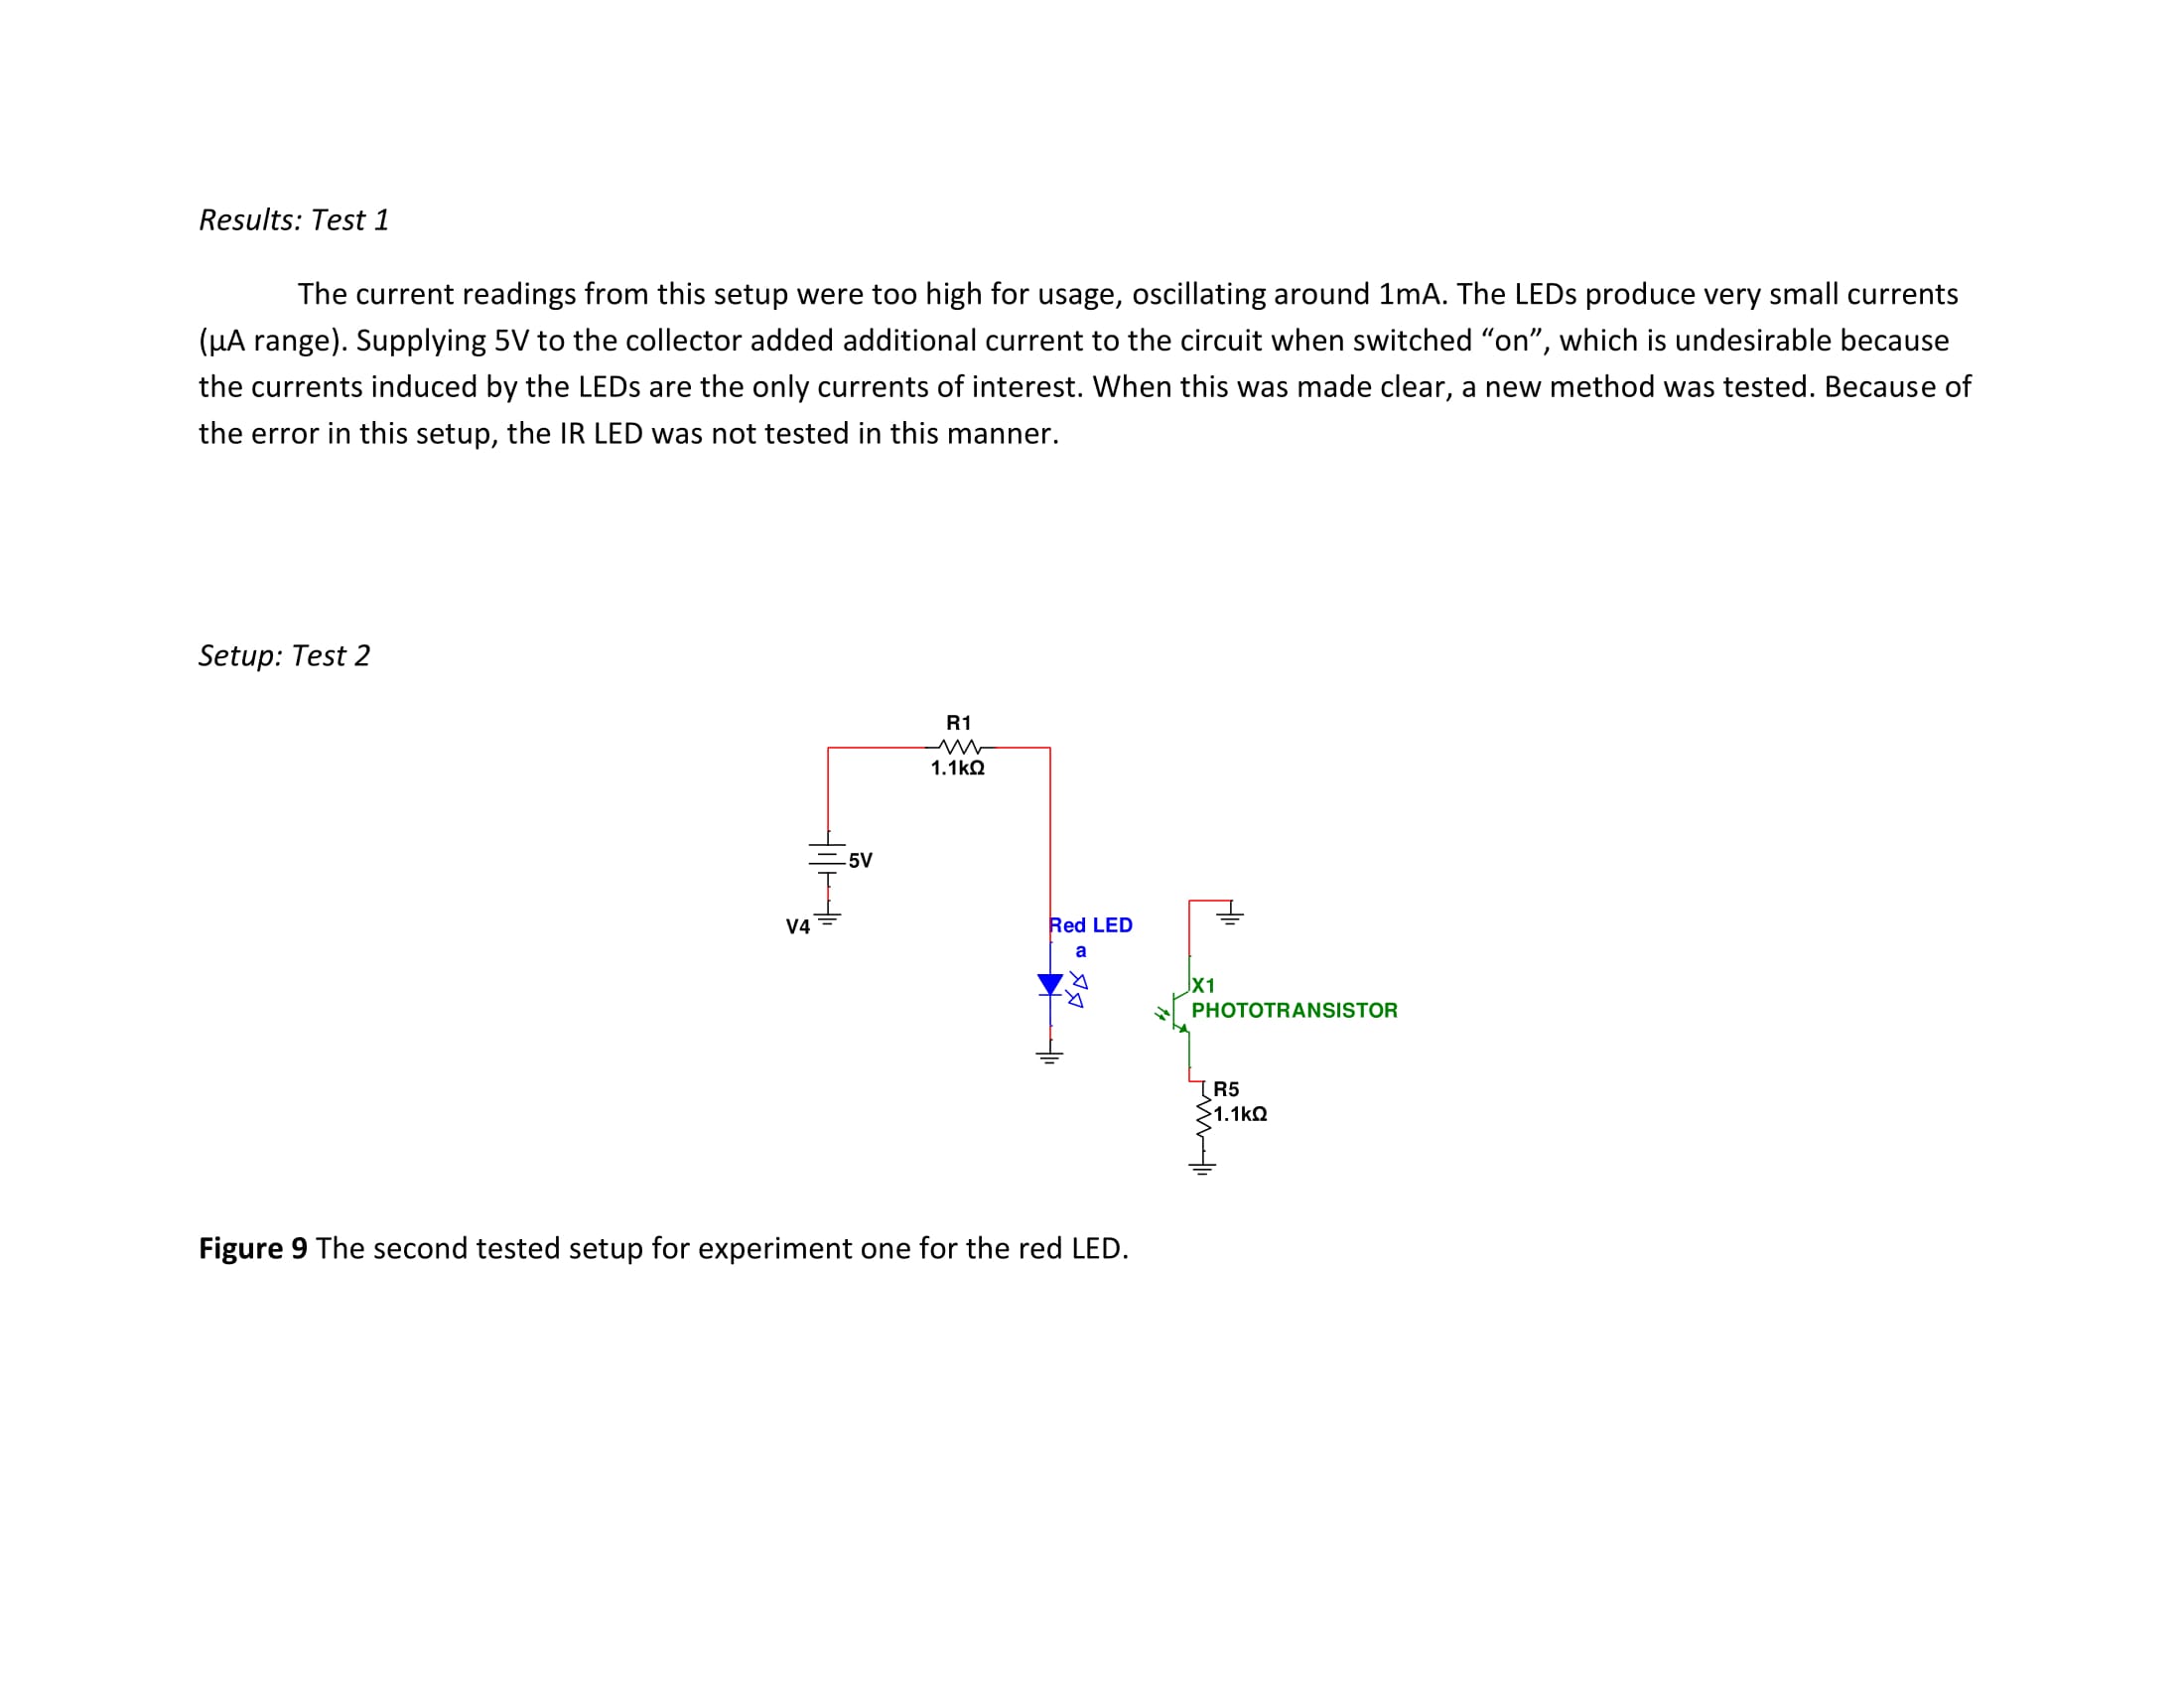 Results: Test 1
The current readings from this setup were too high for usage, oscillating around 1mA. The LEDs produce very small currents
(µA range). Supplying 5V to the collector added additional current to the circuit when switched “on”, which is undesirable because
the currents induced by the LEDs are the only currents of interest. When this was made clear, a new method was tested. Because of
the error in this setup, the IR LED was not tested in this manner.
Setup: Test 2
R1
1.1kΩ
5V
V4
Red LED
a
X1
PHOTOTRANSISTOR
R5
1.1kΩ
Figure 9 The second tested setup for experiment one for the red LED.